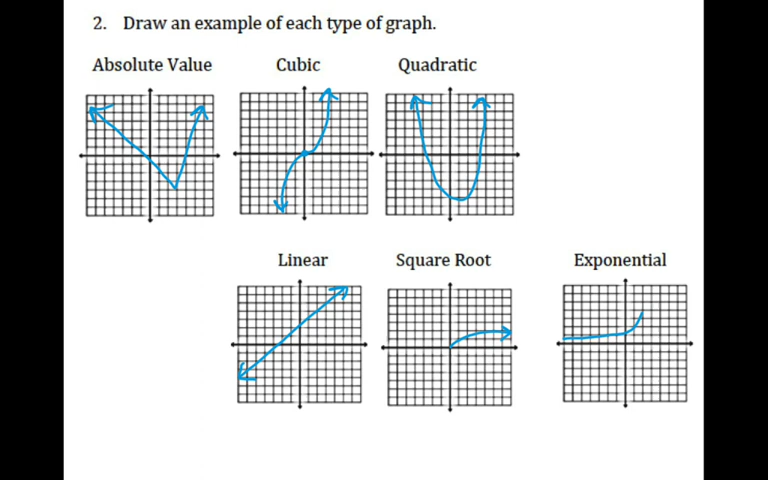 2. Draw an example of each type of graph.
Absolute Value Cubic Quadratic
Linear Square Root Exponential